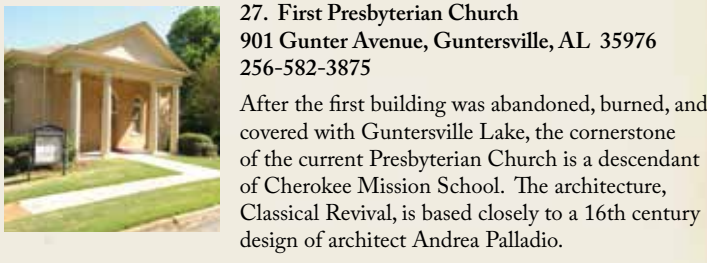 27. First Presbyterian Church
901 Gunter Avenue, Guntersville, AL 35976
256-582-3875
After the first building was abandoned, burned, and
covered with Guntersville Lake, the cornerstone
of the current Presbyterian Church is a descendant
of Cherokee Mission School. The architecture,
Classical Revival, is based closely to a 16th century
design of architect Andrea Palladio.